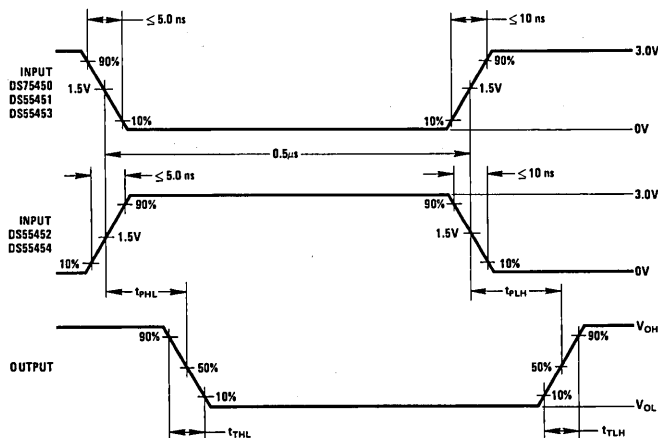 ≤ 5.0 ns
≤ 10 ns
3.0V
90%
90%
INPUT
DS75450
DS55451
DS55453
1.5V
1.5V
10%
10%
0V
0.5μs
≤ 5.0 ns
≤ 10 ns
3.0V
90%
90%
INPUT
DS55452
DS55454
1.5V
1.5V
10%
10%
0V
tPHL
tPLH
VOH
90%
90%
OUTPUT
50%
50%
10%
10%
VOL
tTHL
tTLH